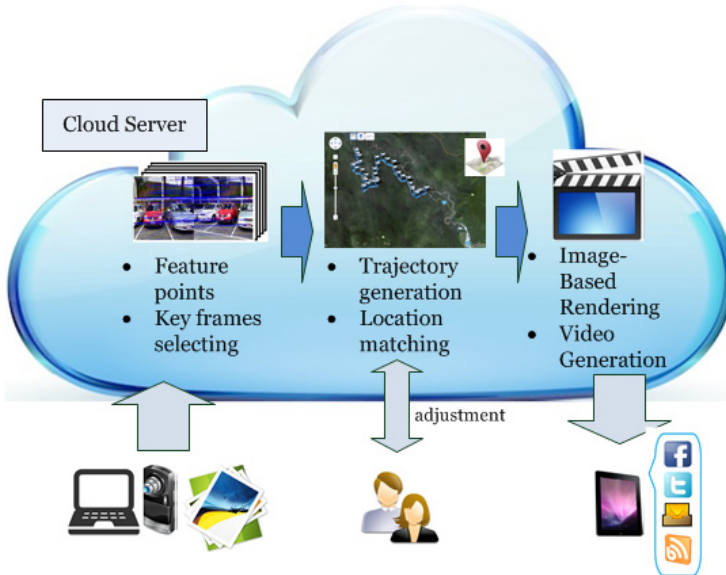 Cloud Server
• Feature
points
• Key frames
selecting
• Trajectory
generation
• Location
matching
• Image-
Based
Rendering
• Video
Generation
adjustment